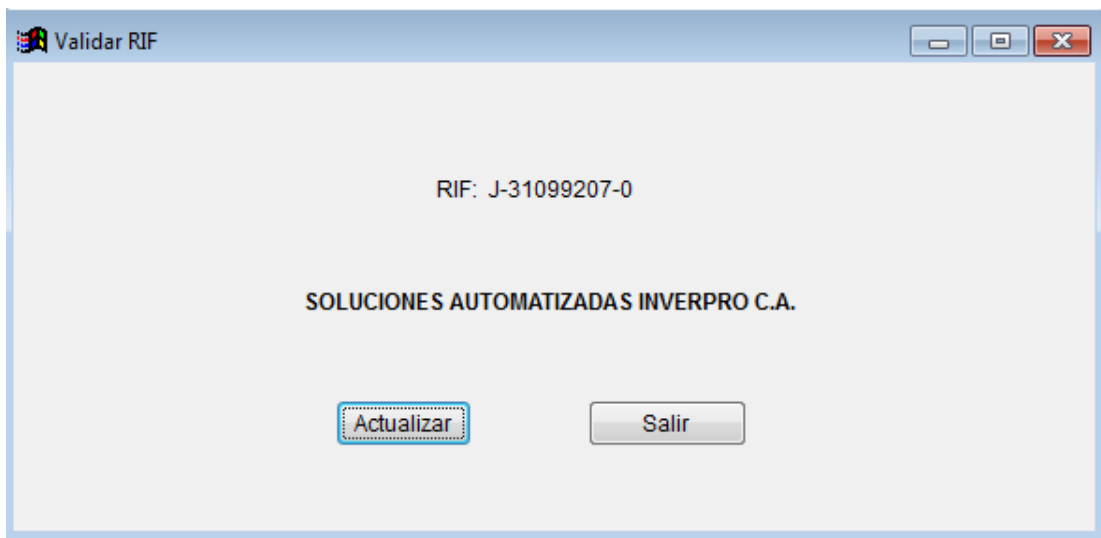 Validar RIF
RIF: J-31099207-0
SOLUCIONES AUTOMATIZADAS INVERPRO C.A.
Actualizar Salir